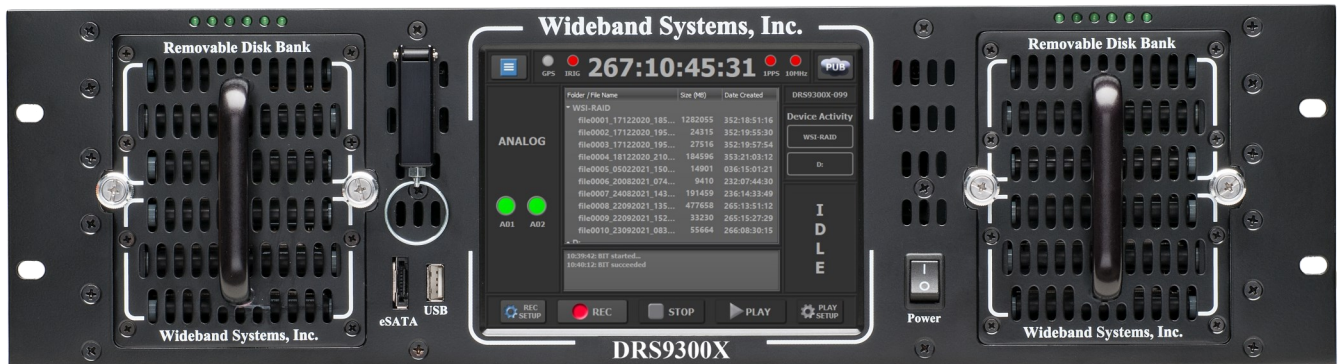 Wideband Systems, Inc.
Removable Disk Bank
Wideband Systems, Inc.
eSATA
USB
GPS
IRIG
267:10:45:31
1PPS
10MHz
PUB
ANALOG
A01 A02
Folder / File Name Size (MB) Date Created
WSI-RAID
file0001_17122020_185... 1282055 352:18:51:16
file0002_17122020_195... 24315 352:19:55:30
file0003_17122020_195... 27516 352:19:57:54
file0004_18122020_210... 184596 353:21:03:12
file0005_05022021_150... 14901 036:15:01:21
file0006_20082021_074... 9410 232:07:44:30
file0007_24082021_143... 191459 236:14:33:49
file0008_22092021_135... 477658 265:13:51:12
file0009_22092021_152... 33230 265:15:27:29
file0010_23092021_083... 55664 266:08:30:15
D:
10:39:42: BIT started...
10:40:12: BIT succeeded
DRS9300X-099
Device Activity
WSI-RAID
D:
I
D
L
E
REC
SETUP
REC
STOP
PLAY
PLAY
SETUP
DRS9300X
Power
Removable Disk Bank
Wideband Systems, Inc.